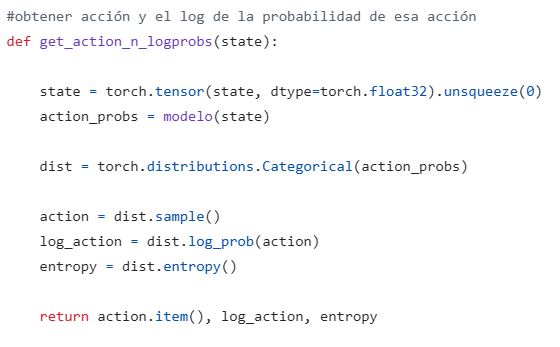 #obtener acción y el log de la probabilidad de esa acción
def get_action_n_logprobs(state):
state = torch.tensor(state, dtype=torch.float32).unsqueeze(0)
action_probs = modelo(state)
dist = torch.distributions.Categorical(action_probs)
action = dist.sample()
log_action = dist.log_prob(action)
entropy = dist.entropy()
return action.item(), log_action, entropy